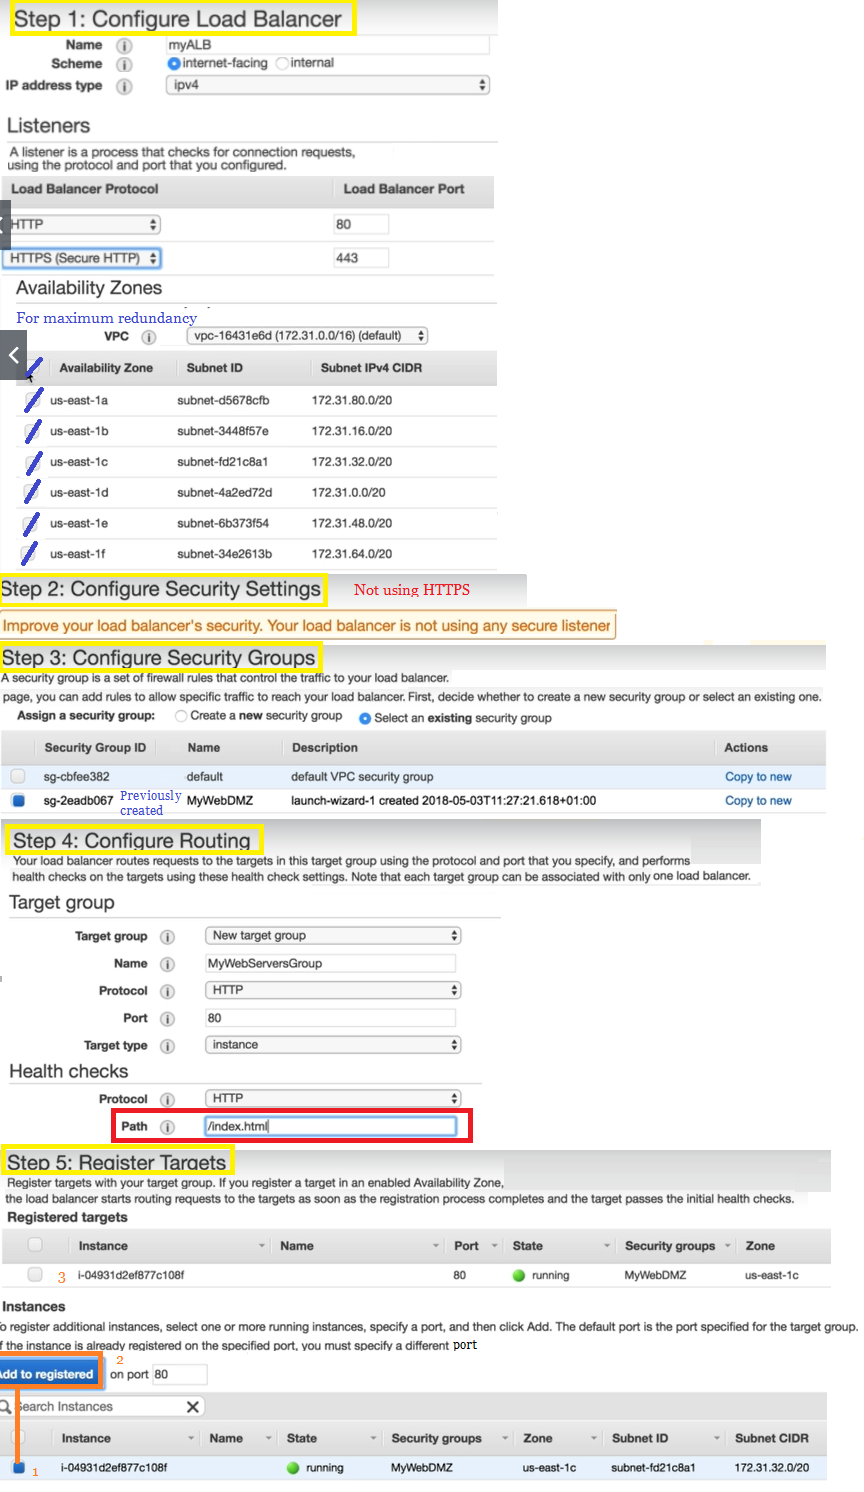 Step 1: Configure Load Balancer
Name myALB
Scheme internet-facing internal
IP address type ipv4
Listeners
A listener is a process that checks for connection requests,
using the protocol and port that you configured.
Load Balancer Protocol Load Balancer Port
HTTP 80
HTTPS (Secure HTTP) 443
Availability Zones
For maximum redundancy
VPC vpc-16431e6d (172.31.0.0/16) (default)
Availability Zone Subnet ID Subnet IPv4 CIDR
us-east-1a subnet-d5678cfb 172.31.80.0/20
us-east-1b subnet-3448f57e 172.31.16.0/20
us-east-1c subnet-fd21c8a1 172.31.32.0/20
us-east-1d subnet-4a2ed72d 172.31.0.0/20
us-east-1e subnet-6b373f54 172.31.48.0/20
us-east-1f subnet-34e2613b 172.31.64.0/20
Step 2: Configure Security Settings Not using HTTPS
Improve your load balancer's security. Your load balancer is not using any secure listener
Step 3: Configure Security Groups
A security group is a set of firewall rules that control the traffic to your load balancer.
page, you can add rules to allow specific traffic to reach your load balancer. First, decide whether to create a new security group or select an existing one.
Assign a security group: Create a new security group Select an existing security group
Security Group ID Name Description Actions
sg-cbfee382 default default VPC security group Copy to new
sg-2eadb067 Previously created MyWebDMZ launch-wizard-1 created 2018-05-03T11:27:21.618+01:00 Copy to new
Step 4: Configure Routing
Your load balancer routes requests to the targets in this target group using the protocol and port that you specify, and performs
health checks on the targets using these health check settings. Note that each target group can be associated with only one load balancer.
Target group
Target group New target group
Name MyWebServersGroup
Protocol HTTP
Port 80
Target type instance
Health checks
Protocol HTTP
Path /index.html
Step 5: Register Targets
Register targets with your target group. If you register a target in an enabled Availability Zone,
the load balancer starts routing requests to the targets as soon as the registration process completes and the target passes the initial health checks.
Registered targets
Instance Name Port State Security groups Zone
3 i-04931d2ef877c108f 80 running MyWebDMZ us-east-1c
Instances
To register additional instances, select one or more running instances, specify a port, and then click Add. The default port is the port specified for the target group.
If the instance is already registered on the specified port, you must specify a different port
Add to registered 2 on port 80
Search Instances
Instance Name State Security groups Zone Subnet ID Subnet CIDR
1 i-04931d2ef877c108f running MyWebDMZ us-east-1c subnet-fd21c8a1 172.31.32.0/20